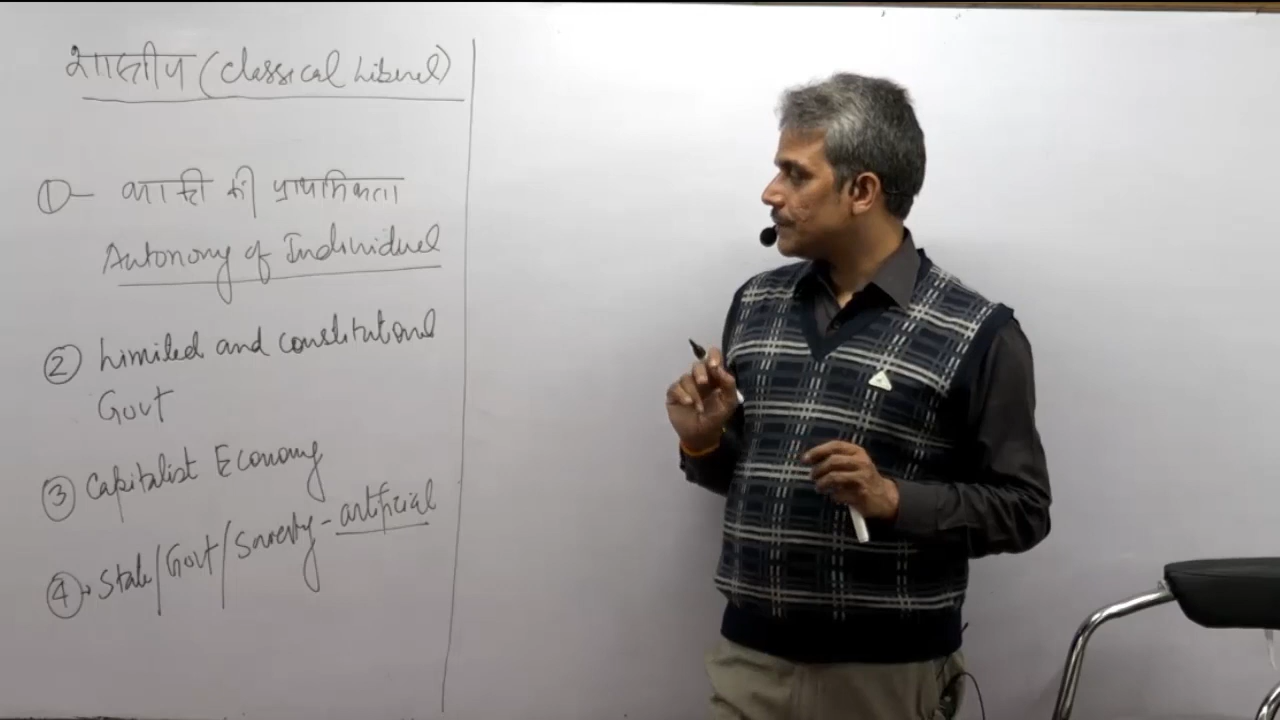 शास्त्रीय (Classical Liberal)
①- व्यक्ति की प्राथमिकता
Autonomy of Individual
② Limited and constitutional
Govt
③ Capitalist Economy
④ State/Govt/Society - artificial